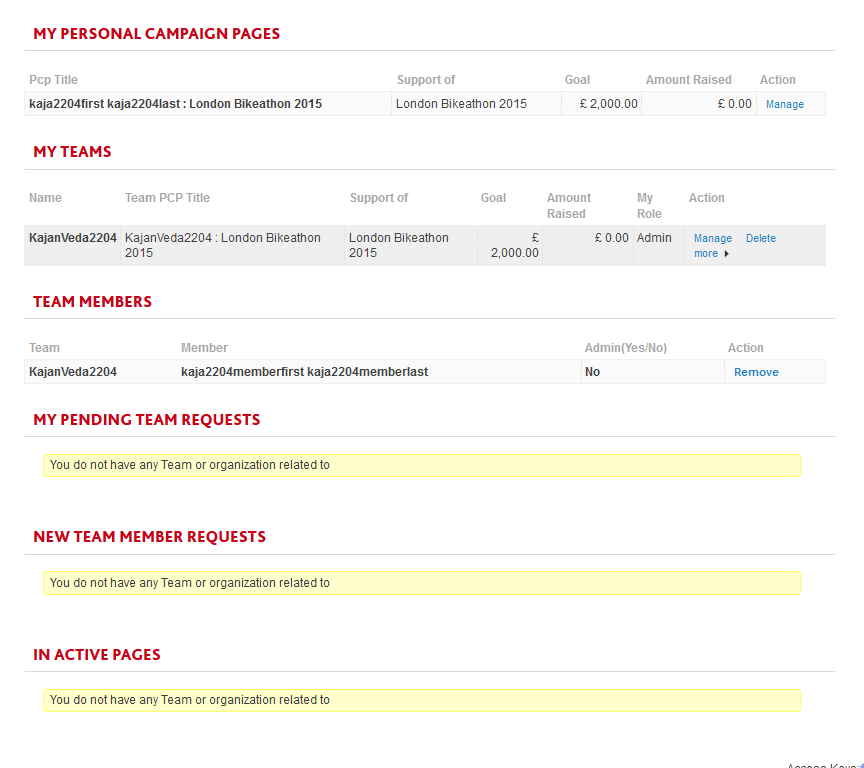 MY PERSONAL CAMPAIGN PAGES
Pcp Title Support of Goal Amount Raised Action
kaja2204first kaja2204last : London Bikeathon 2015 London Bikeathon 2015 £ 2,000.00 £ 0.00 Manage
MY TEAMS
Name Team PCP Title Support of Goal Amount Raised My Role Action
KajanVeda2204 KajanVeda2204 : London Bikeathon 2015 London Bikeathon 2015 £ 2,000.00 £ 0.00 Admin Manage Delete
more
TEAM MEMBERS
Team Member Admin(Yes/No) Action
KajanVeda2204 kaja2204memberfirst kaja2204memberlast No Remove
MY PENDING TEAM REQUESTS
You do not have any Team or organization related to
NEW TEAM MEMBER REQUESTS
You do not have any Team or organization related to
IN ACTIVE PAGES
You do not have any Team or organization related to